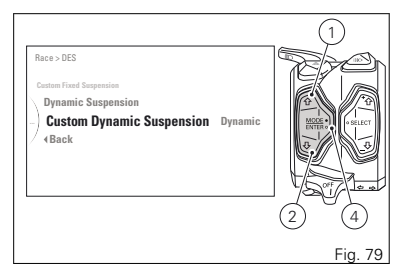 1
Race > DES
Custom Fixed Suspension
Dynamic Suspension
Custom Dynamic Suspension Dynamic
Back
MODE
ENTER
SELECT
OFF
2
4
Fig. 79